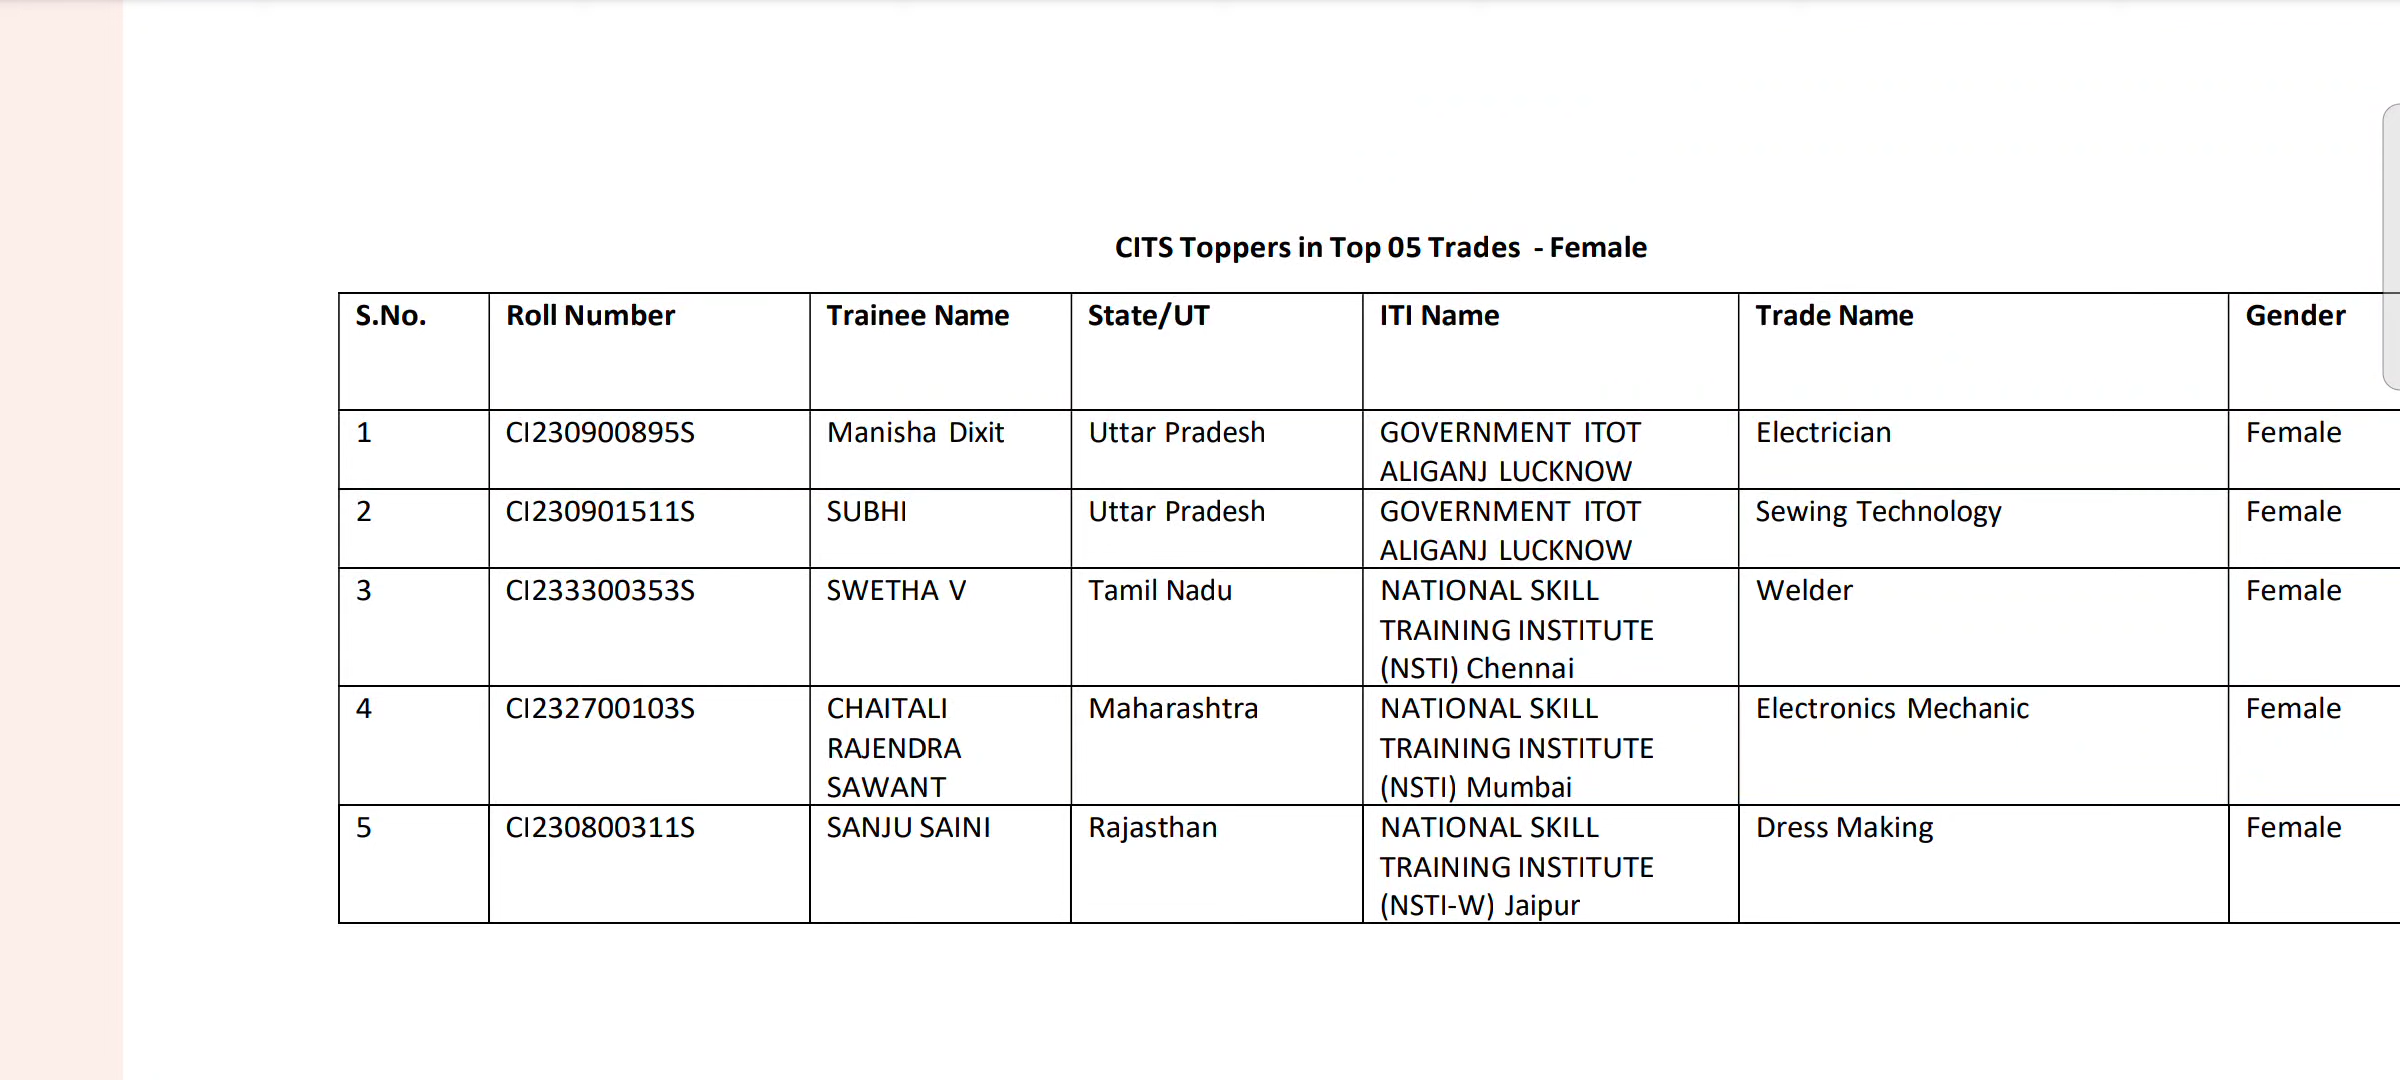 CITS Toppers in Top 05 Trades - Female
S.No. Roll Number Trainee Name State/UT ITI Name Trade Name Gender
1 CI230900895S Manisha Dixit Uttar Pradesh GOVERNMENT ITOT Electrician Female
ALIGANJ LUCKNOW
2 CI230901511S SUBHI Uttar Pradesh GOVERNMENT ITOT Sewing Technology Female
ALIGANJ LUCKNOW
3 CI233300353S SWETHA V Tamil Nadu NATIONAL SKILL Welder Female
TRAINING INSTITUTE
(NSTI) Chennai
4 CI232700103S CHAITALI Maharashtra NATIONAL SKILL Electronics Mechanic Female
RAJENDRA TRAINING INSTITUTE
SAWANT (NSTI) Mumbai
5 CI230800311S SANJU SAINI Rajasthan NATIONAL SKILL Dress Making Female
TRAINING INSTITUTE
(NSTI-W) Jaipur